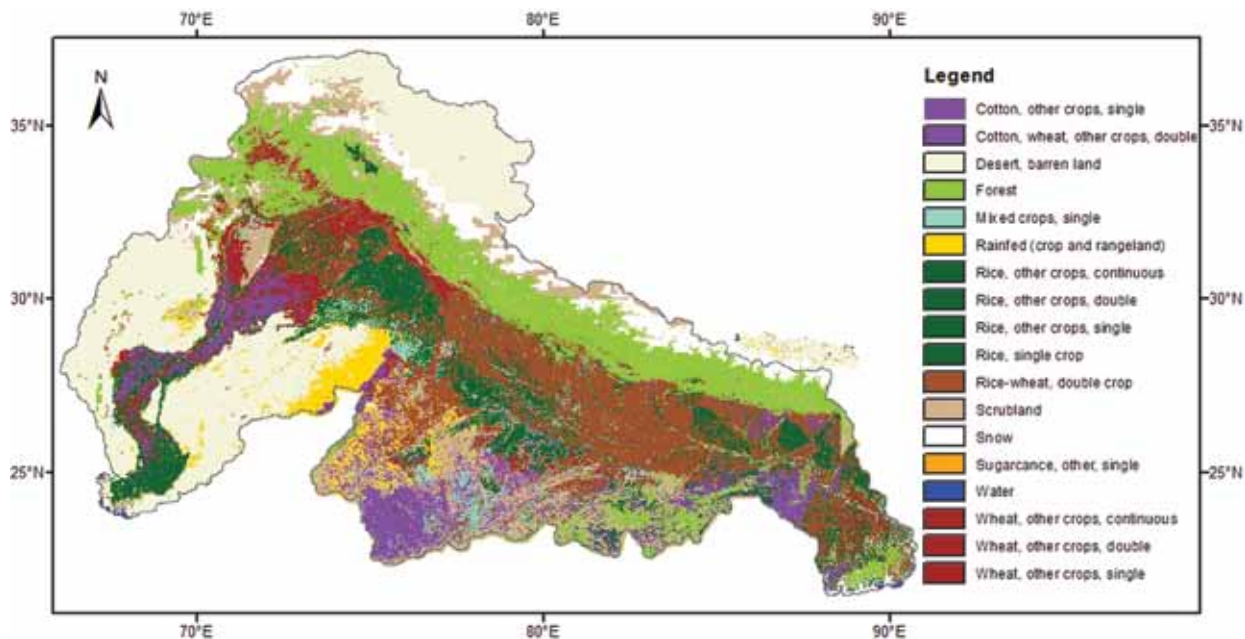 70°E 80°E 90°E
N
Legend
Cotton, other crops, single
35°N 35°N
Cotton, wheat, other crops, double
Desert, barren land
Forest
Mixed crops, single
Rainfed (crop and rangeland)
Rice, other crops, continuous
30°N 30°N
Rice, other crops, double
Rice, other crops, single
Rice, single crop
Rice-wheat, double crop
Scrubland
Snow
Sugarcance, other, single
25°N 25°N
Water
Wheat, other crops, continuous
Wheat, other crops, double
Wheat, other crops, single
70°E 80°E 90°E